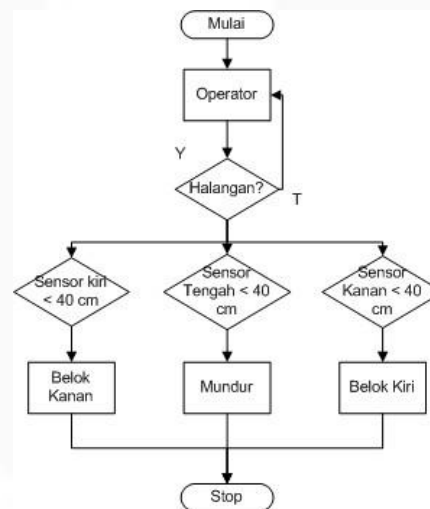 Mulai
Operator
Y
Halangan?
T
Sensor kiri
< 40 cm
Sensor
Tengah < 40
cm
Sensor
Kanan < 40
cm
Belok
Kanan
Mundur
Belok Kiri
Stop